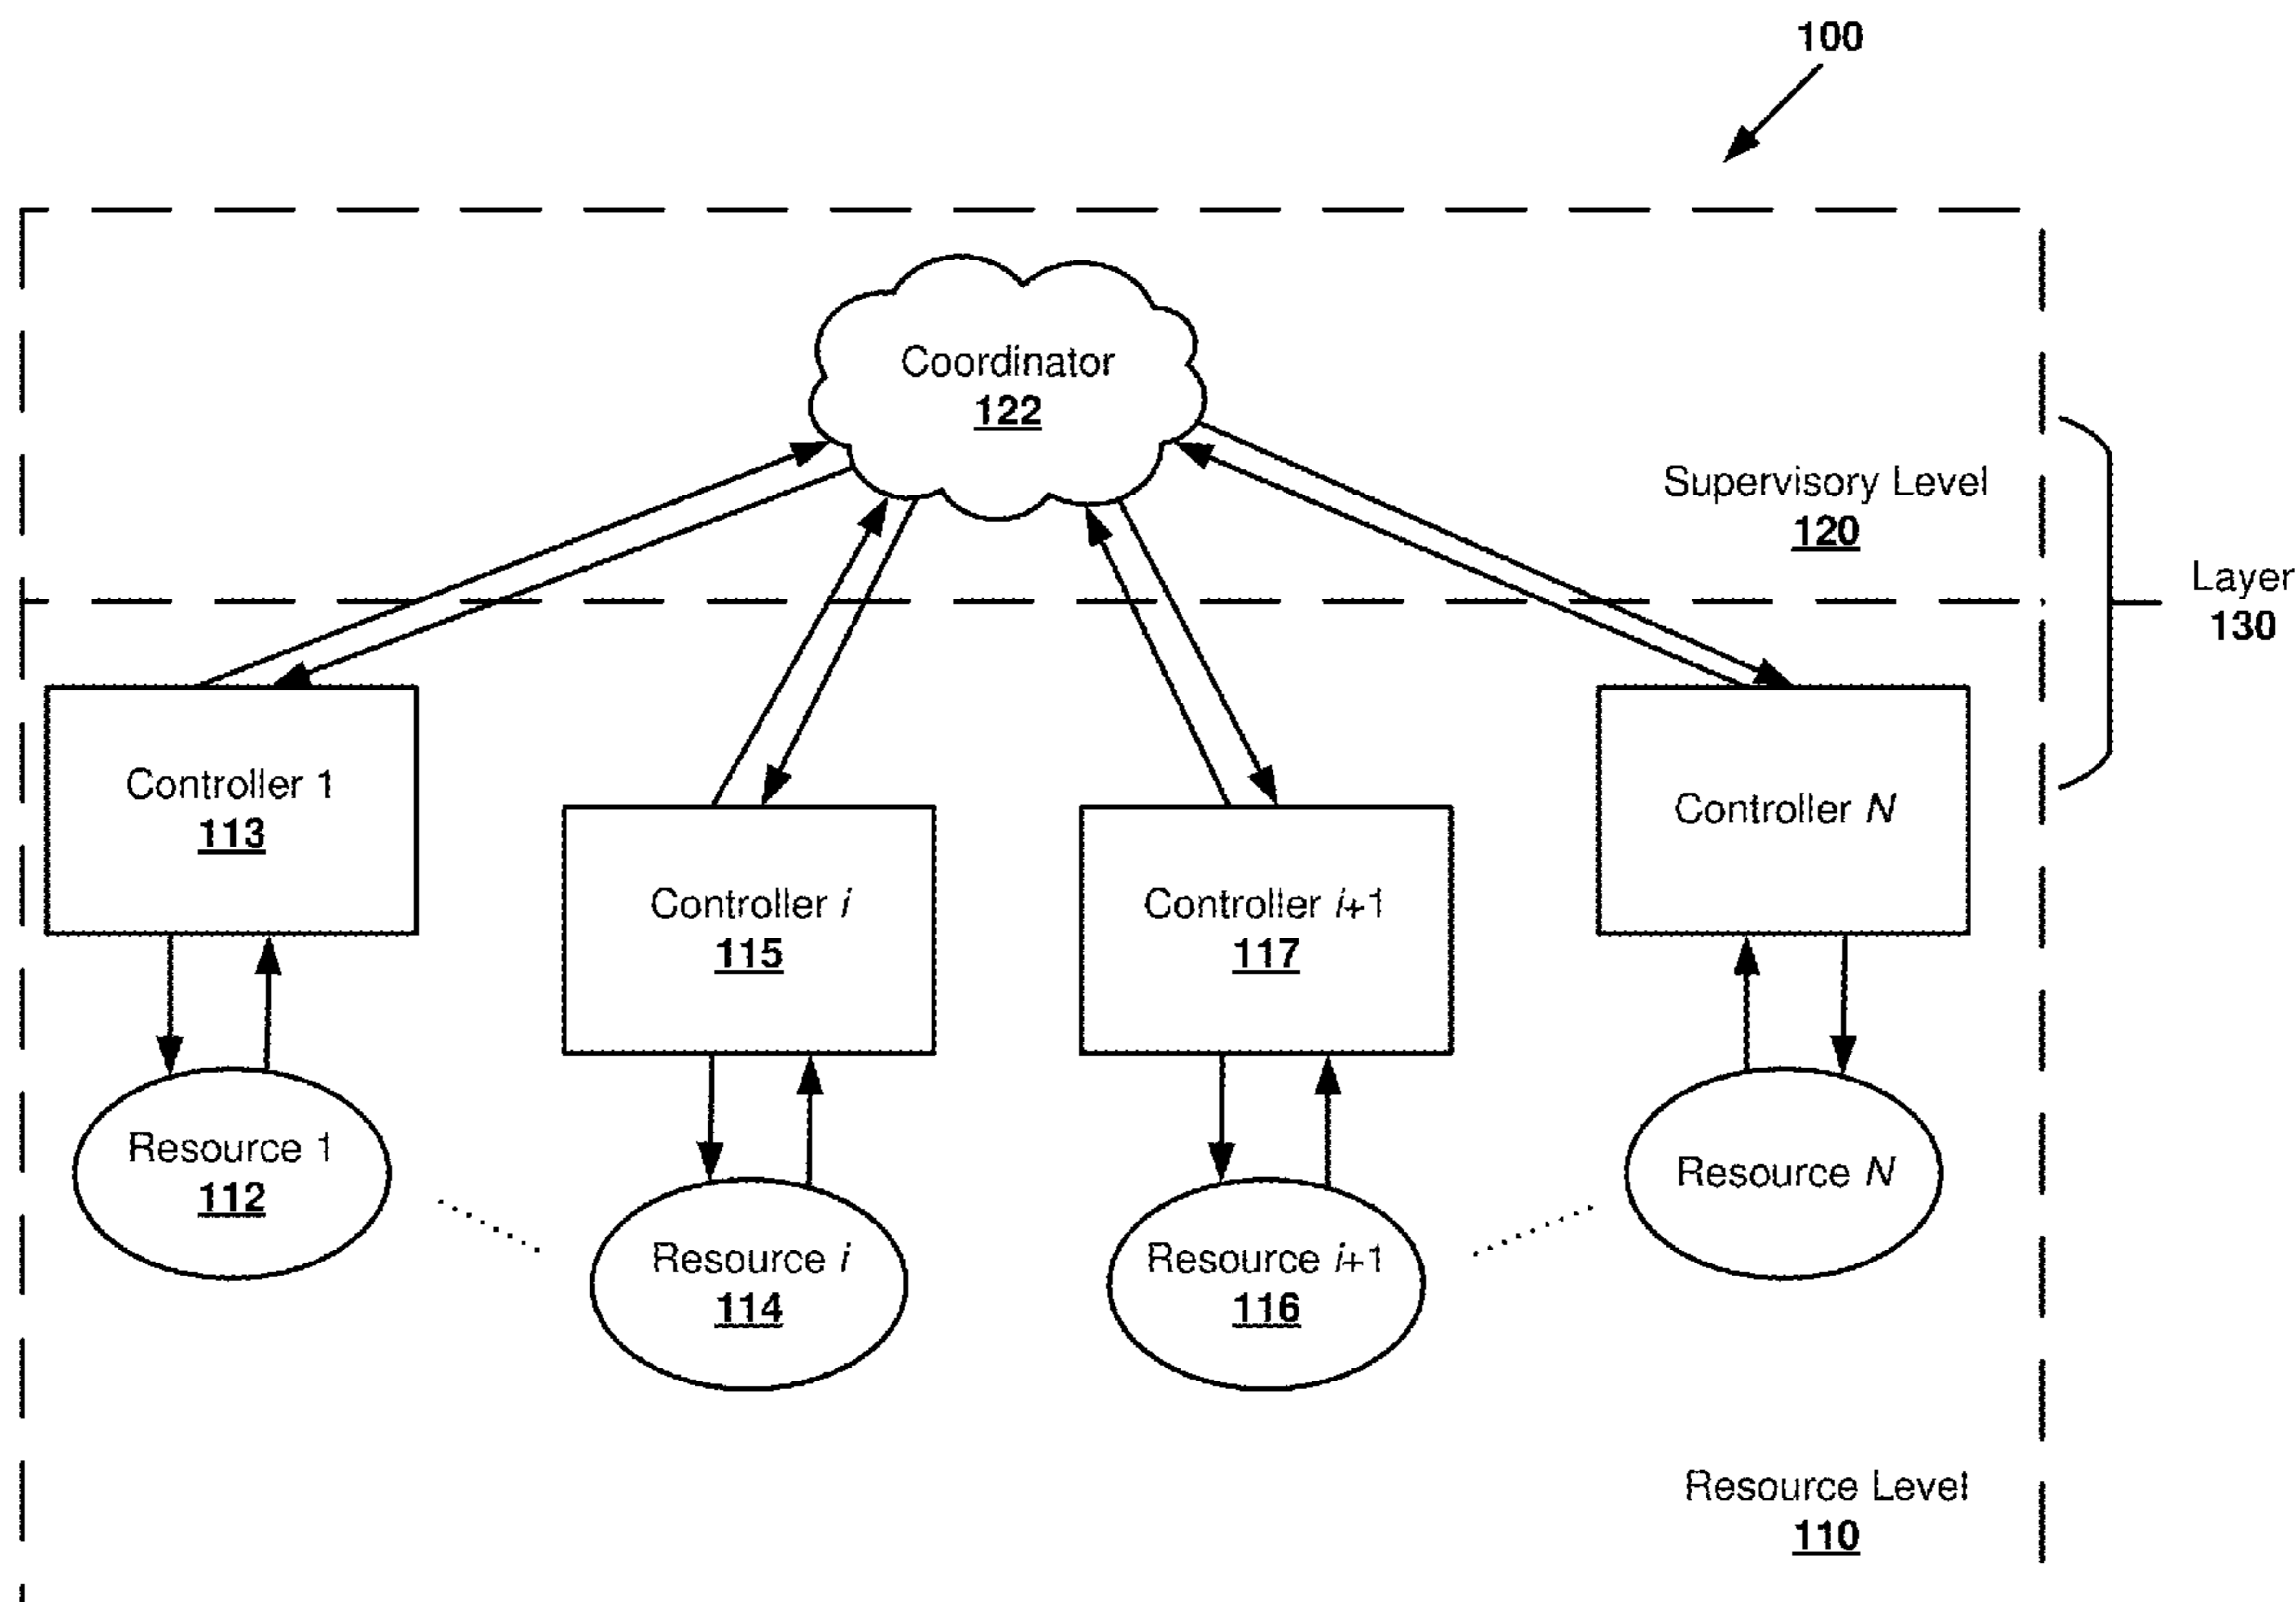 100
Coordinator
122
Supervisory Level
120
Layer
130
Controller 1
113
Controller i
115
Controller i+1
117
Controller N
Resource 1
112
Resource i
114
Resource i+1
116
Resource N
Resource Level
110